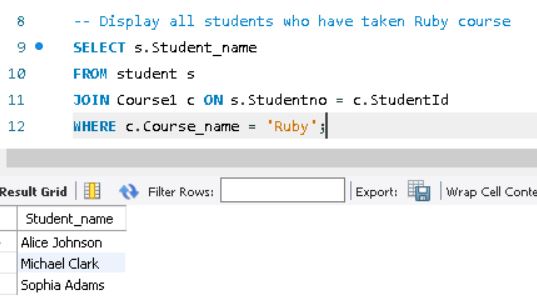 8 -- Display all students who have taken Ruby course
9 SELECT s.Student_name
10 FROM student s
11 JOIN Course1 c ON s.Studentno = c.StudentId
12 WHERE c.Course_name = 'Ruby';
Result Grid Filter Rows: Export: Wrap Cell Conte
Student_name
Alice Johnson
Michael Clark
Sophia Adams